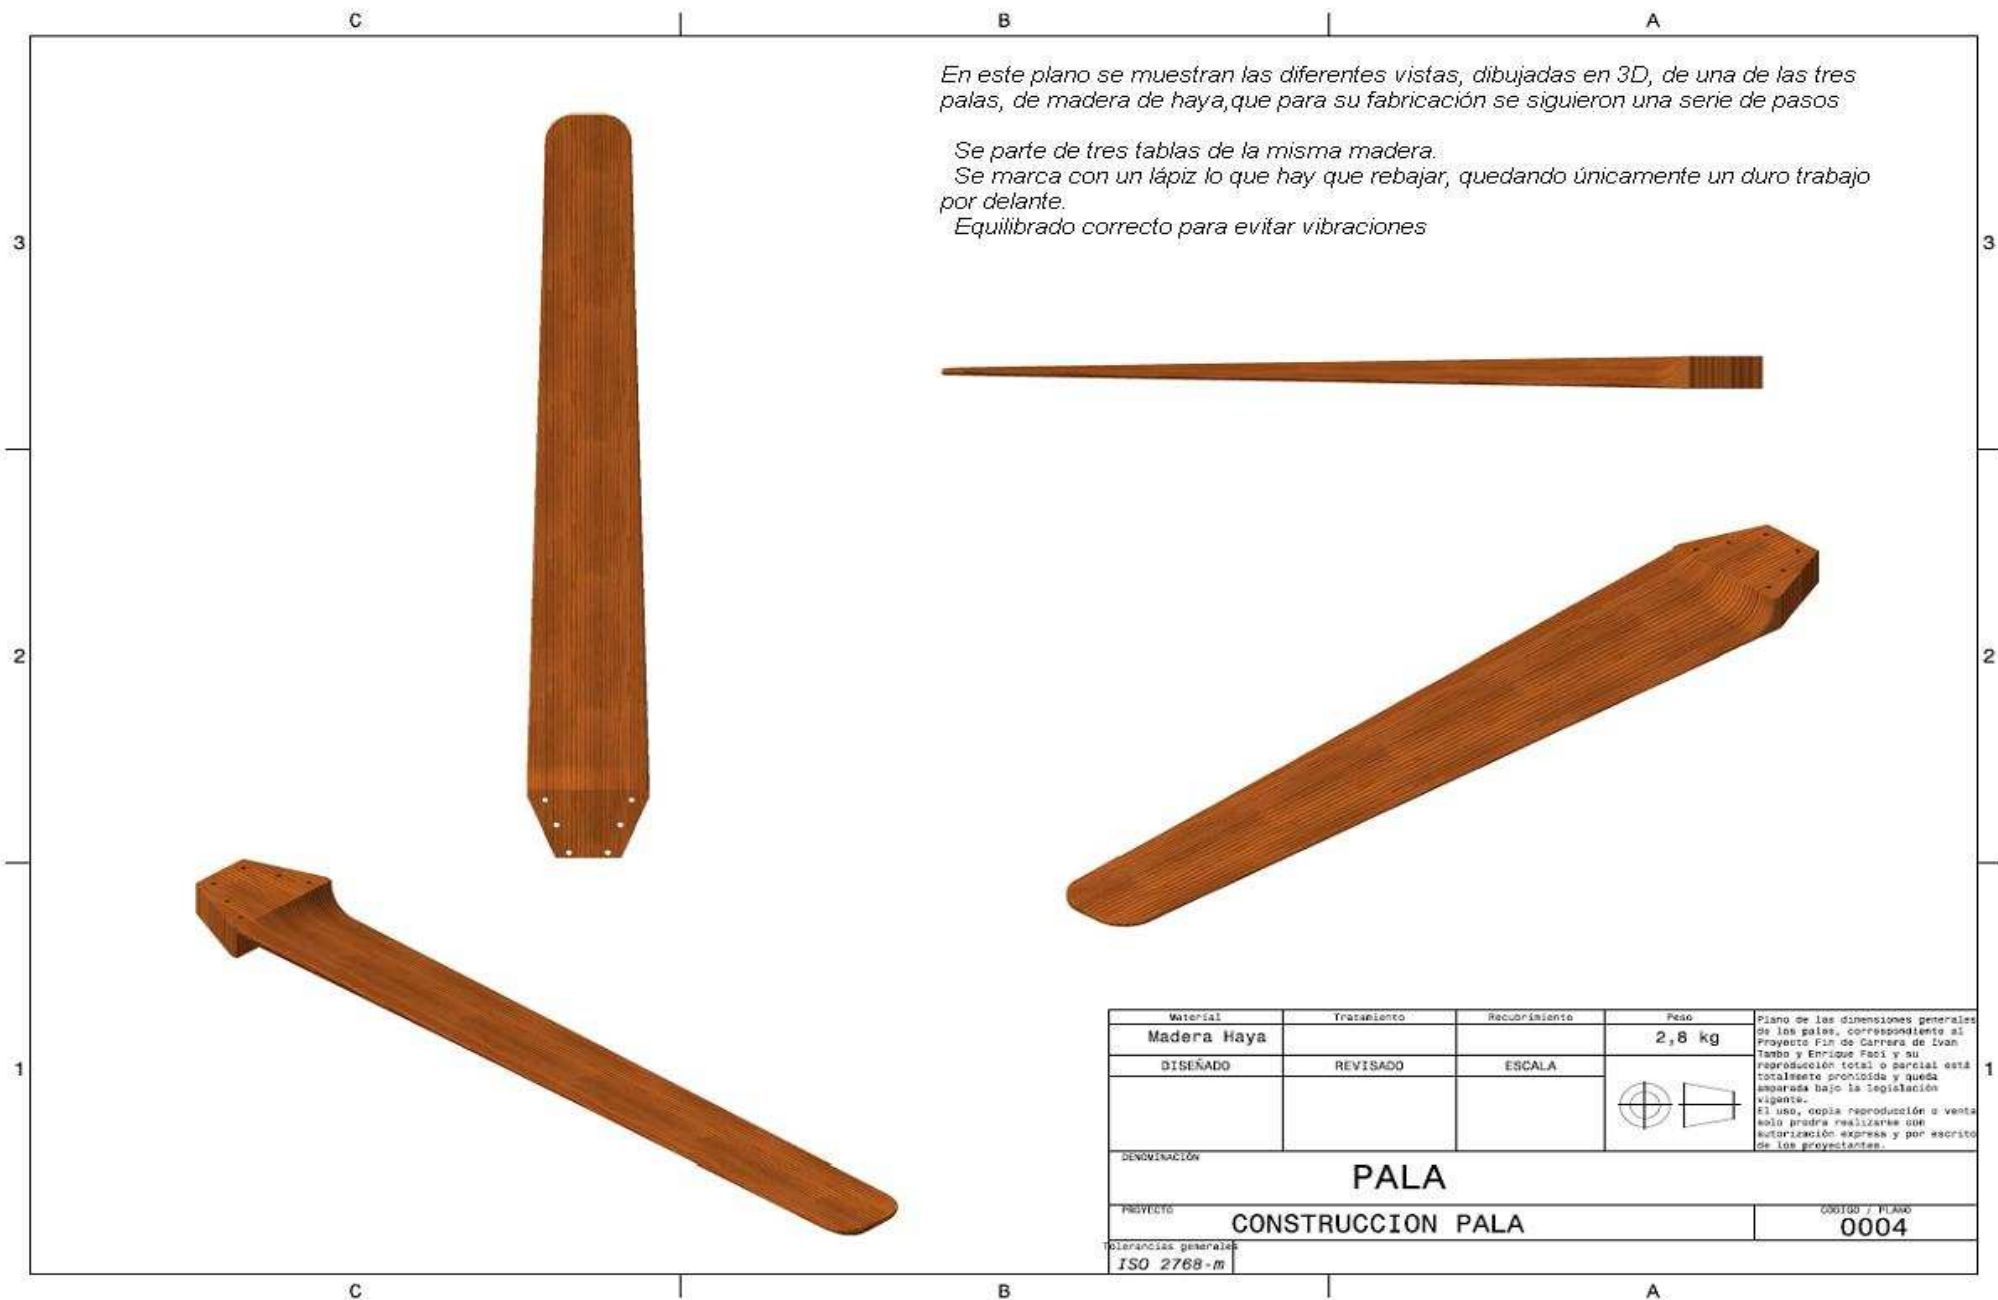 C B A
En este plano se muestran las diferentes vistas, dibujadas en 3D, de una de las tres
palas, de madera de haya,que para su fabricación se siguieron una serie de pasos
Se parte de tres tablas de la misma madera.
Se marca con un lápiz lo que hay que rebajar, quedando únicamente un duro trabajo
por delante.
Equilibrado correcto para evitar vibraciones
3 3
2 2
1 1
Material Tratamiento Recubrimiento Peso
Madera Haya 2,8 kg
DISEÑADO REVISADO ESCALA
Plano de las dimensiones generales
de las palas, correspondiente al
Proyecto Fin de Carrera de Ivan
Tambo y Enrique Faci y su
reproducción total o parcial está
totalmente prohibida y queda
amparada bajo la legislación
vigente.
El uso, copia reproducción o venta
solo prodra realizarse con
autorización expresa y por escrito
de los proyectantes.
DENOMINACIÓN
PALA
PROYECTO
CONSTRUCCION PALA
CODIGO / PLANO
0004
Tolerancias generales
ISO 2768-m
C B A